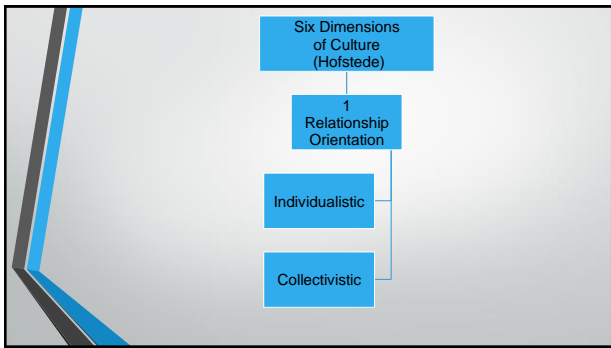 Six Dimensions
of Culture
(Hofstede)
1
Relationship
Orientation
Individualistic
Collectivistic